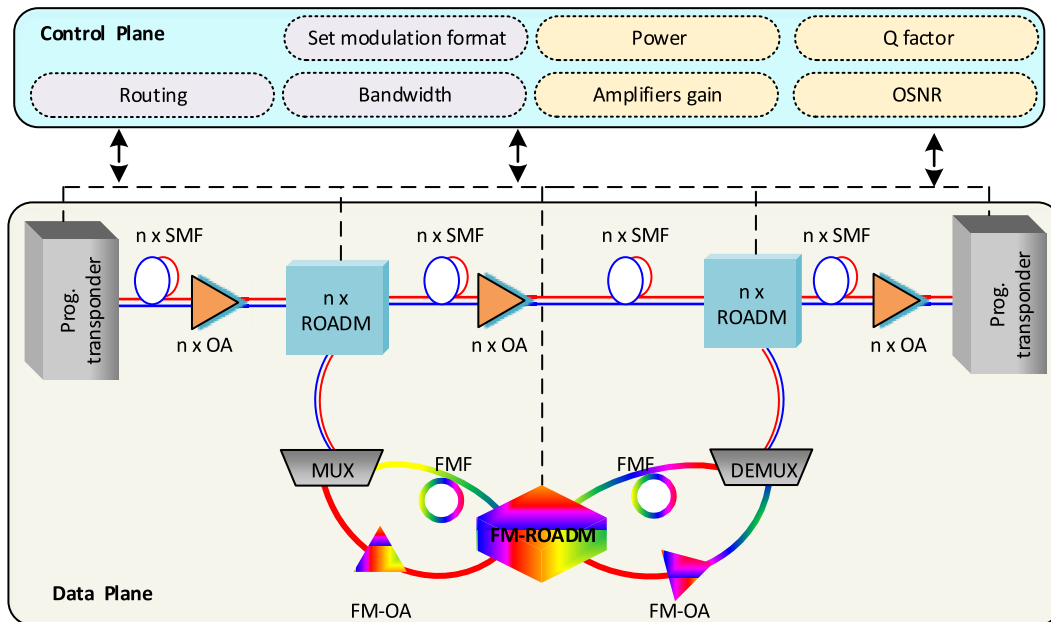 Control Plane
Set modulation format
Power
Q factor
Routing
Bandwidth
Amplifiers gain
OSNR
n x SMF
n x SMF
n x SMF
n x SMF
Prog.
transponder
n x
ROADM
n x
ROADM
Prog.
transponder
n x OA
n x OA
n x OA
MUX
FMF
FMF
DEMUX
FM-ROADM
Data Plane
FM-OA
FM-OA